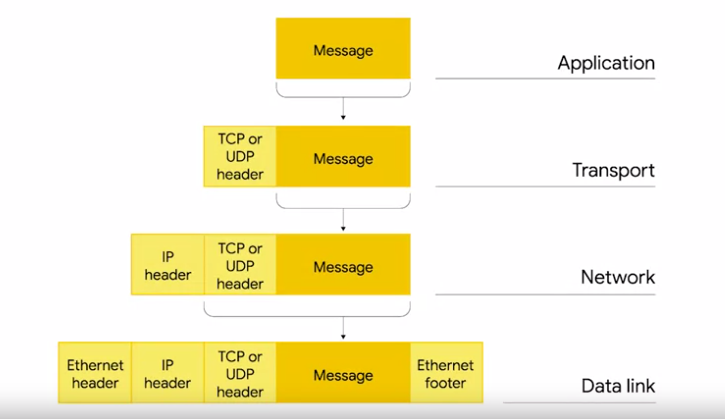 Message
Application
TCP or
UDP
header
Message
Transport
IP
header
TCP or
UDP
header
Message
Network
Ethernet
header
IP
header
TCP or
UDP
header
Message
Ethernet
footer
Data link